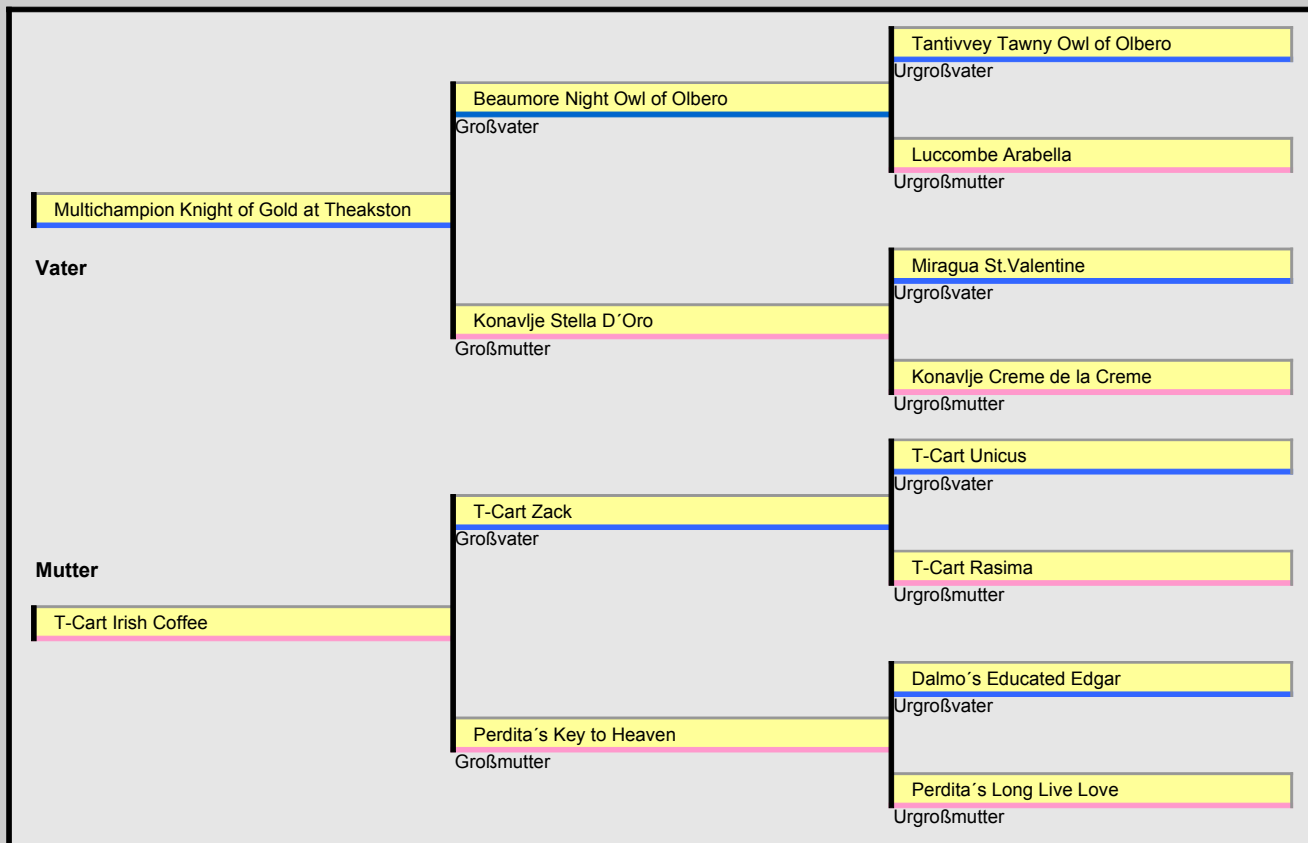 Tantivvey Tawny Owl of Olbero
Urgroßvater
Beaumore Night Owl of Olbero
Großvater
Luccombe Arabella
Urgroßmutter
Multichampion Knight of Gold at Theakston
Vater
Miragua St.Valentine
Urgroßvater
Konavlje Stella D´Oro
Großmutter
Konavlje Creme de la Creme
Urgroßmutter
T-Cart Unicus
Urgroßvater
T-Cart Zack
Großvater
Mutter
T-Cart Rasima
Urgroßmutter
T-Cart Irish Coffee
Dalmo´s Educated Edgar
Urgroßvater
Perdita´s Key to Heaven
Großmutter
Perdita´s Long Live Love
Urgroßmutter